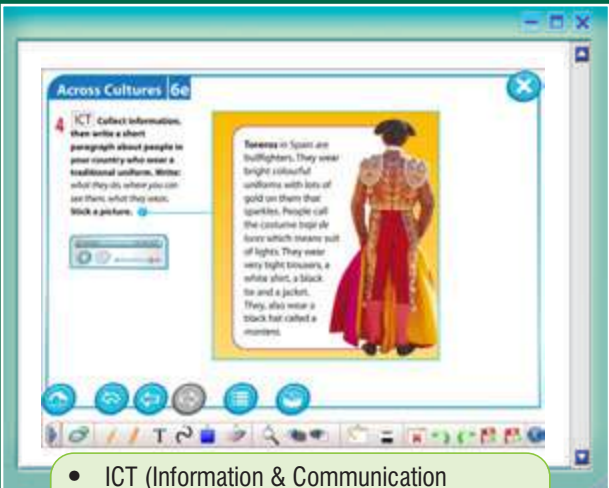 Across Cultures 6e
4 ICT Collect information,
then write a short
paragraph about people in
your country who wear a
traditional uniform. Write:
what they do, where you can
see them, what they wear.
Stick a picture.
Toreros in Spain are
bullfighters. They wear
bright colourful
uniforms with lots of
gold on them that
sparkles. People call
the costume traje de
luces which means suit
of lights. They wear
very tight trousers, a
white shirt, a black
tie and a jacket.
They, also wear a
black hat called a
T
• ICT (Information & Communication